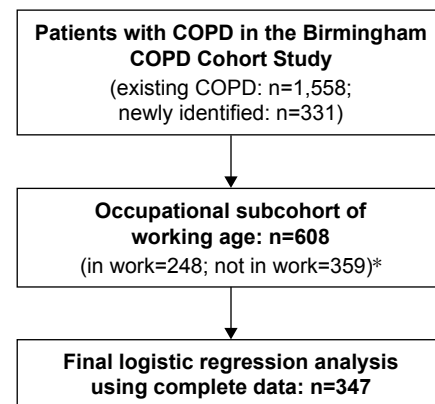 Patients with COPD in the Birmingham
COPD Cohort Study
(existing COPD: n=1,558;
newly identified: n=331)
Occupational subcohort of
working age: n=608
(in work=248; not in work=359)*
Final logistic regression analysis
using complete data: n=347